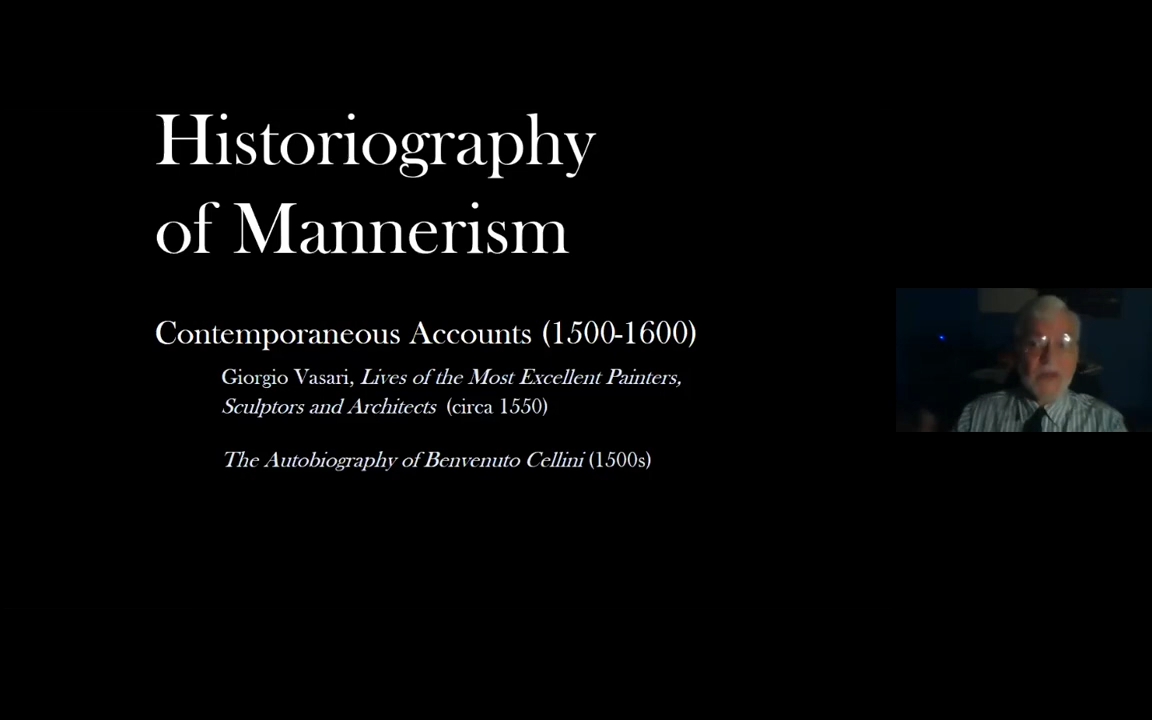 Historiography
of Mannerism
Contemporaneous Accounts (1500-1600)
Giorgio Vasari, Lives of the Most Excellent Painters,
Sculptors and Architects (circa 1550)
The Autobiography of Benvenuto Cellini (1500s)